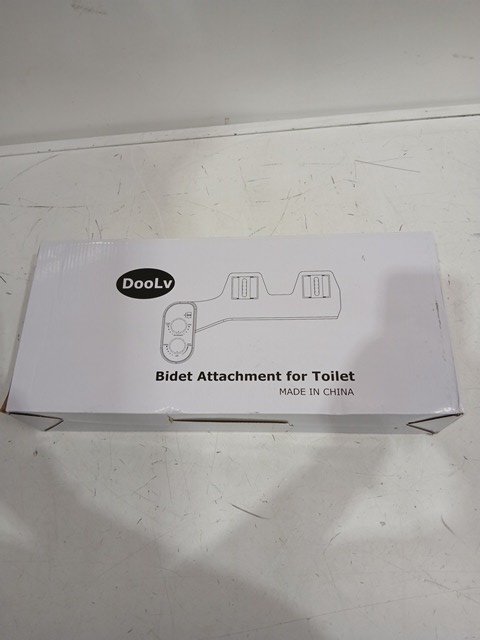 DooLv
Bidet Attachment for Toilet
MADE IN CHINA